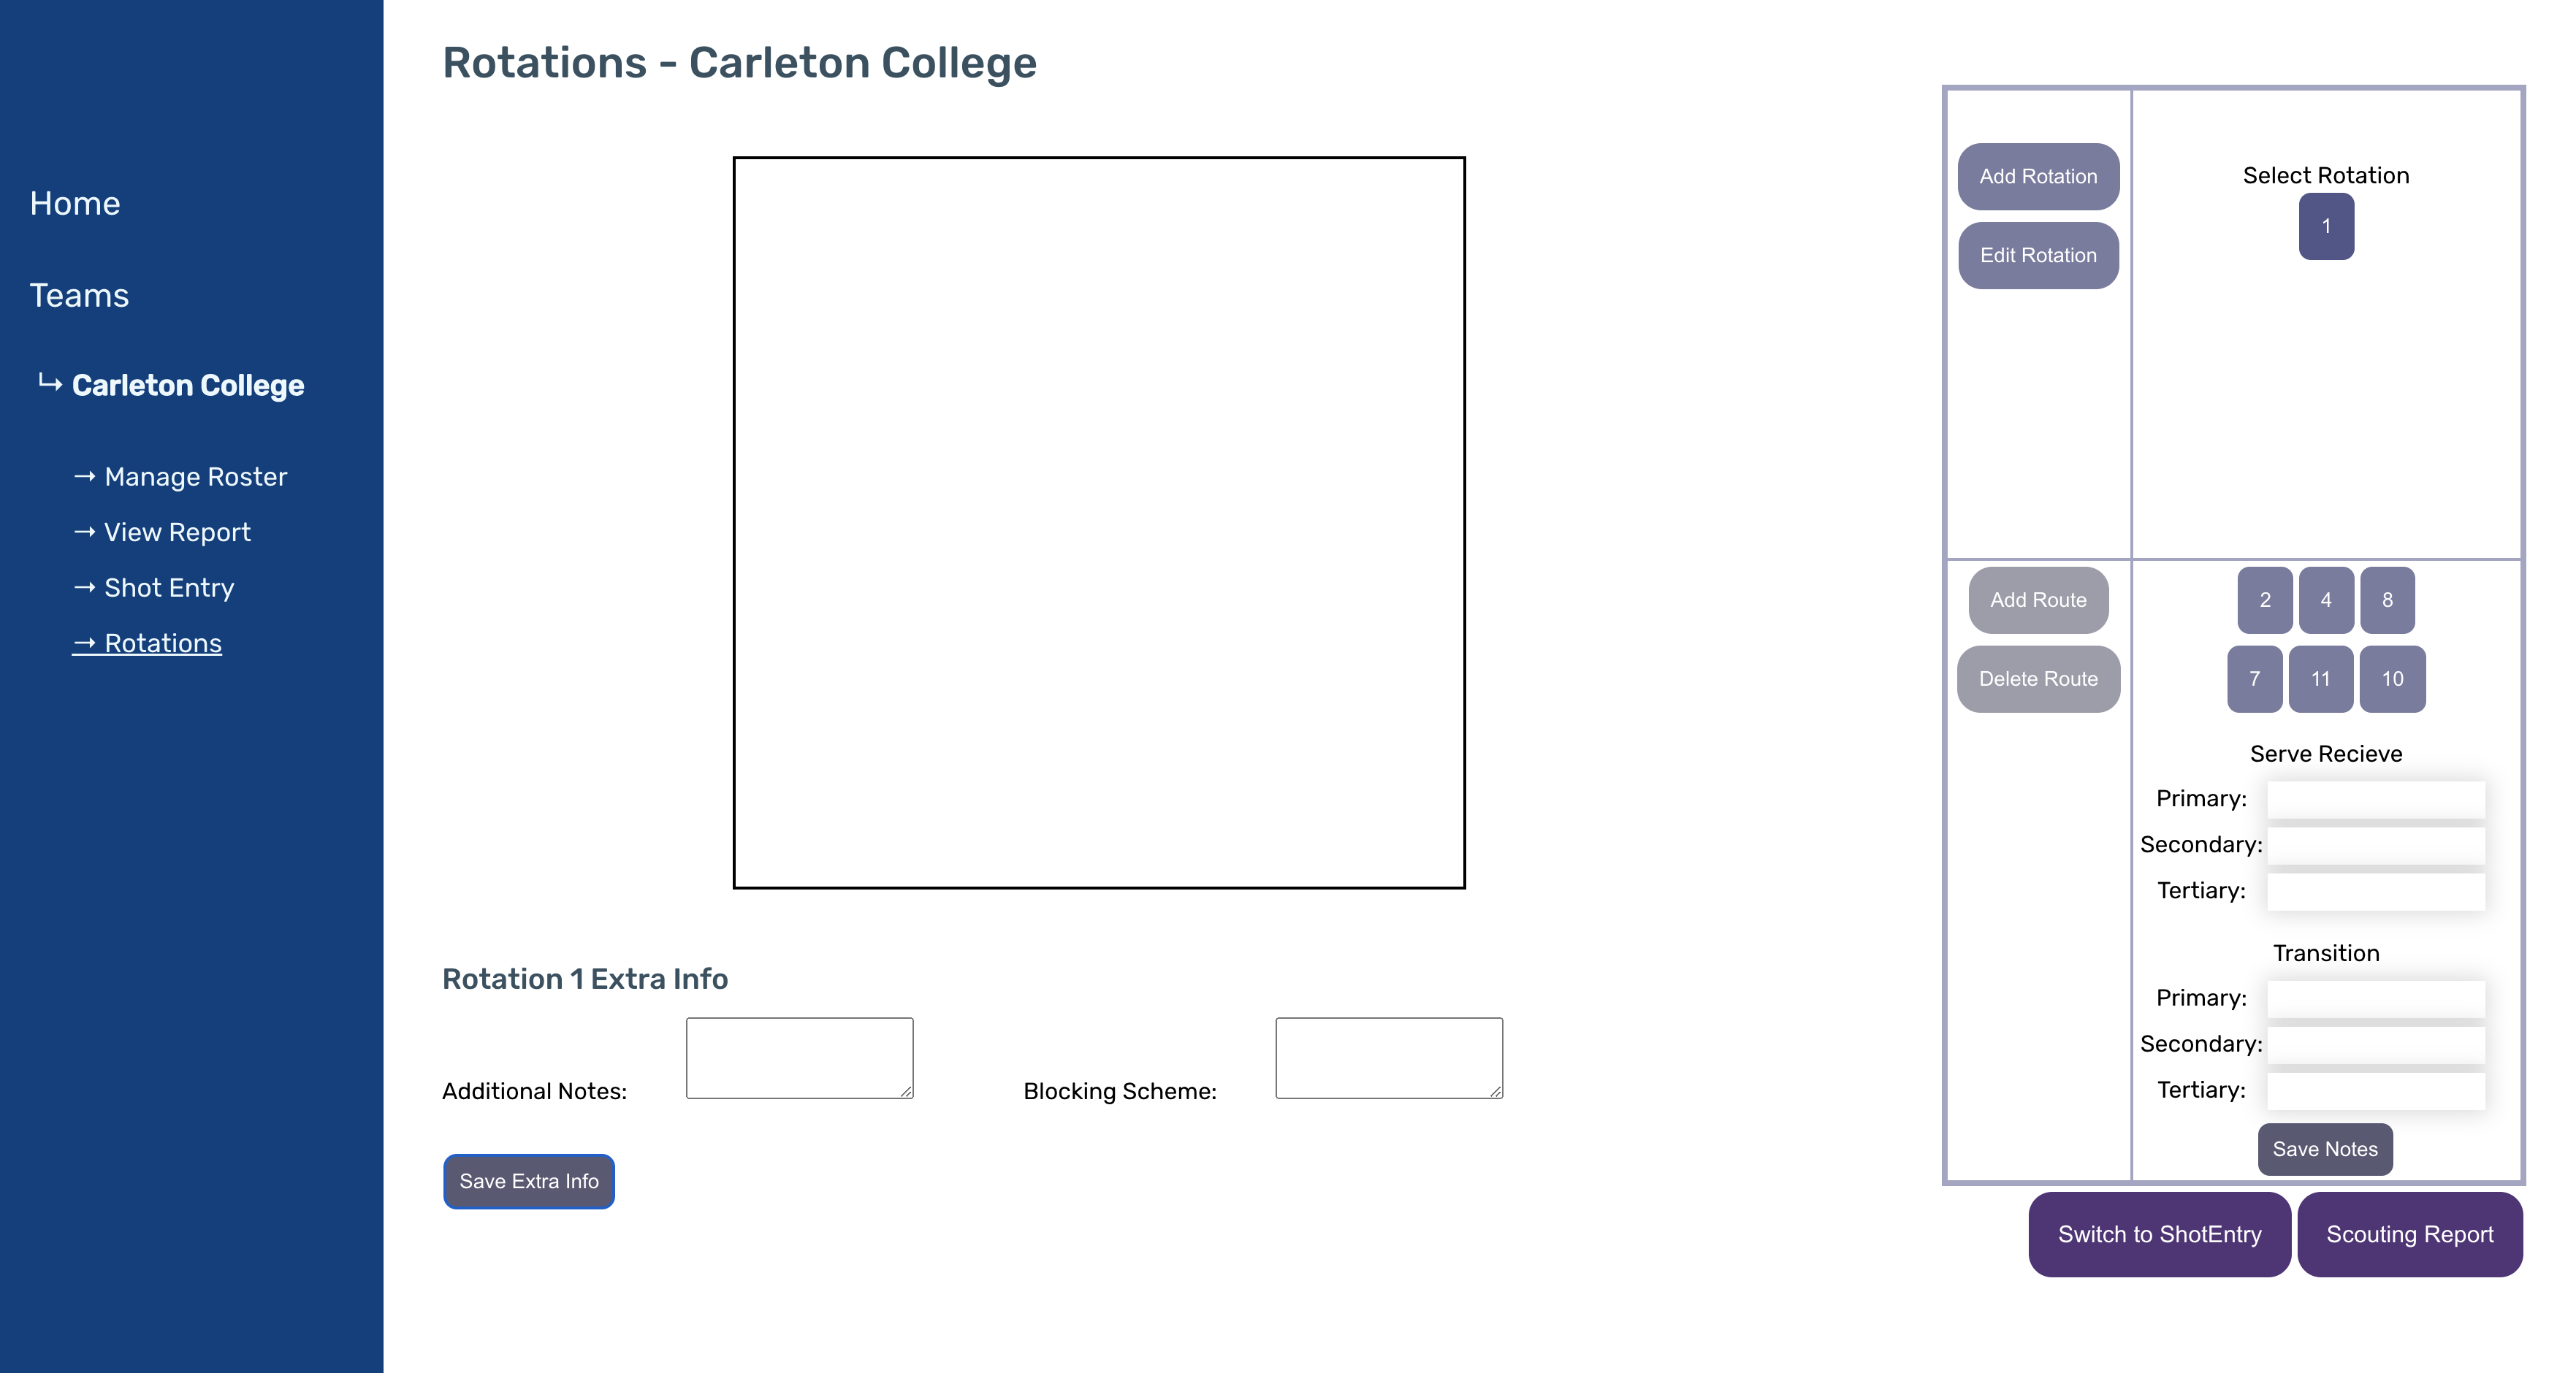 Home
Teams
↳ Carleton College
→ Manage Roster
→ View Report
→ Shot Entry
→ Rotations
Rotations - Carleton College
Rotation 1 Extra Info
Additional Notes:
Blocking Scheme:
Save Extra Info
Add Rotation
Edit Rotation
Select Rotation
1
Add Route
Delete Route
2 4 8
7 11 10
Serve Recieve
Primary:
Secondary:
Tertiary:
Transition
Primary:
Secondary:
Tertiary:
Save Notes
Switch to ShotEntry
Scouting Report